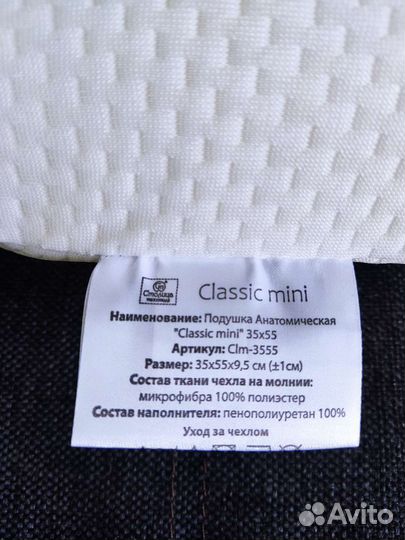 Столица
Classic mini
Наименование: Подушка Анатомическая
"Classic mini" 35x55
Артикул: Clm-3555
Размер: 35x55x9,5 см (±1см)
Состав ткани чехла на молнии:
микрофибра 100% полиэстер
Состав наполнителя: пенополиуретан 100%
Уход за чехлом
Avito